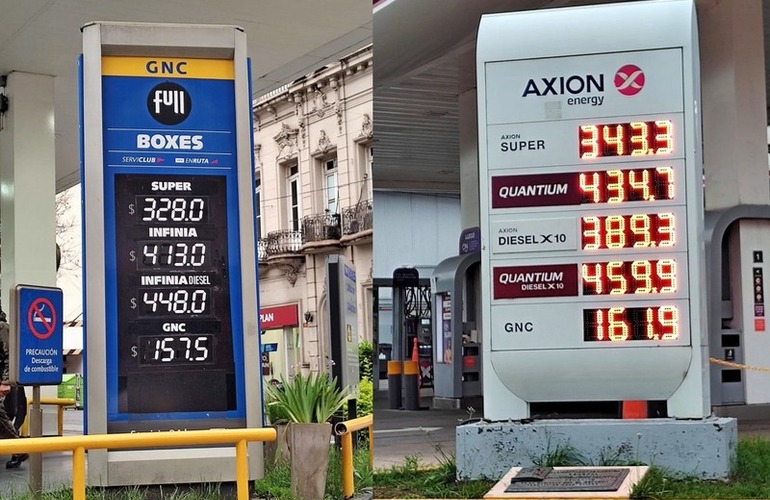 GNC
full
BOXES
SERVICLUB ENRUTA
SUPER
$ 328.0
INFINIA
$ 413.0
INFINIA DIESEL
$ 448.0
GNC
$ 157.5
PRECAUCIÓN
Descarga
de combustible
PLAN
AXION
energy
AXION
SUPER 343.3
QUANTIUM 434.7
AXION
DIESEL X10 389.3
QUANTIUM
DIESEL X10 459.9
GNC 161.9